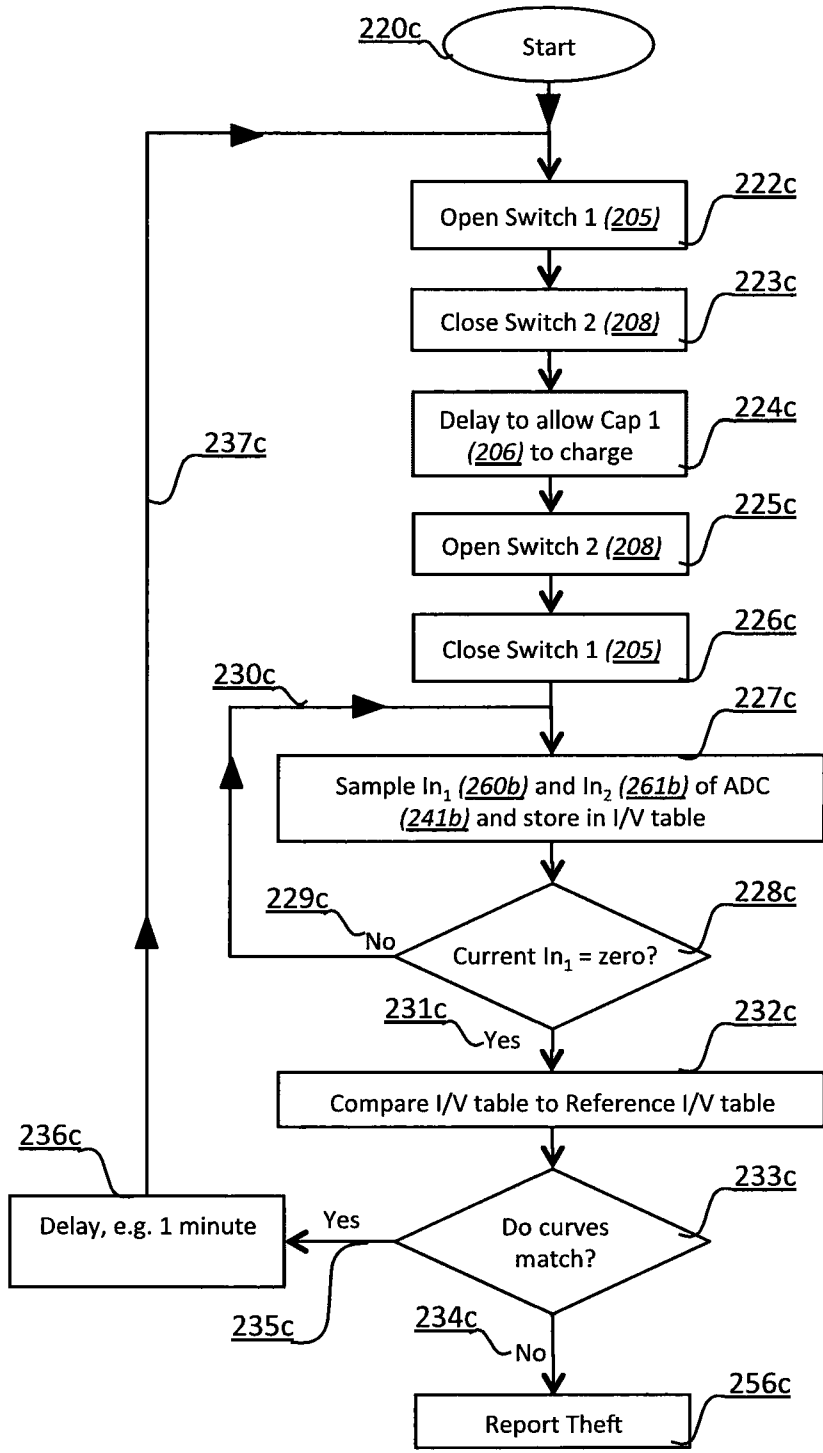 220c
Start
222c
Open Switch 1 (205)
223c
Close Switch 2 (208)
224c
Delay to allow Cap 1
(206) to charge
237c
225c
Open Switch 2 (208)
226c
Close Switch 1 (205)
230c
227c
Sample In₁ (260b) and In₂ (261b) of ADC
(241b) and store in I/V table
229c
No
228c
Current In₁ = zero?
231c
Yes
232c
Compare I/V table to Reference I/V table
236c
Delay, e.g. 1 minute
Yes
233c
Do curves
match?
235c
234c
No
256c
Report Theft